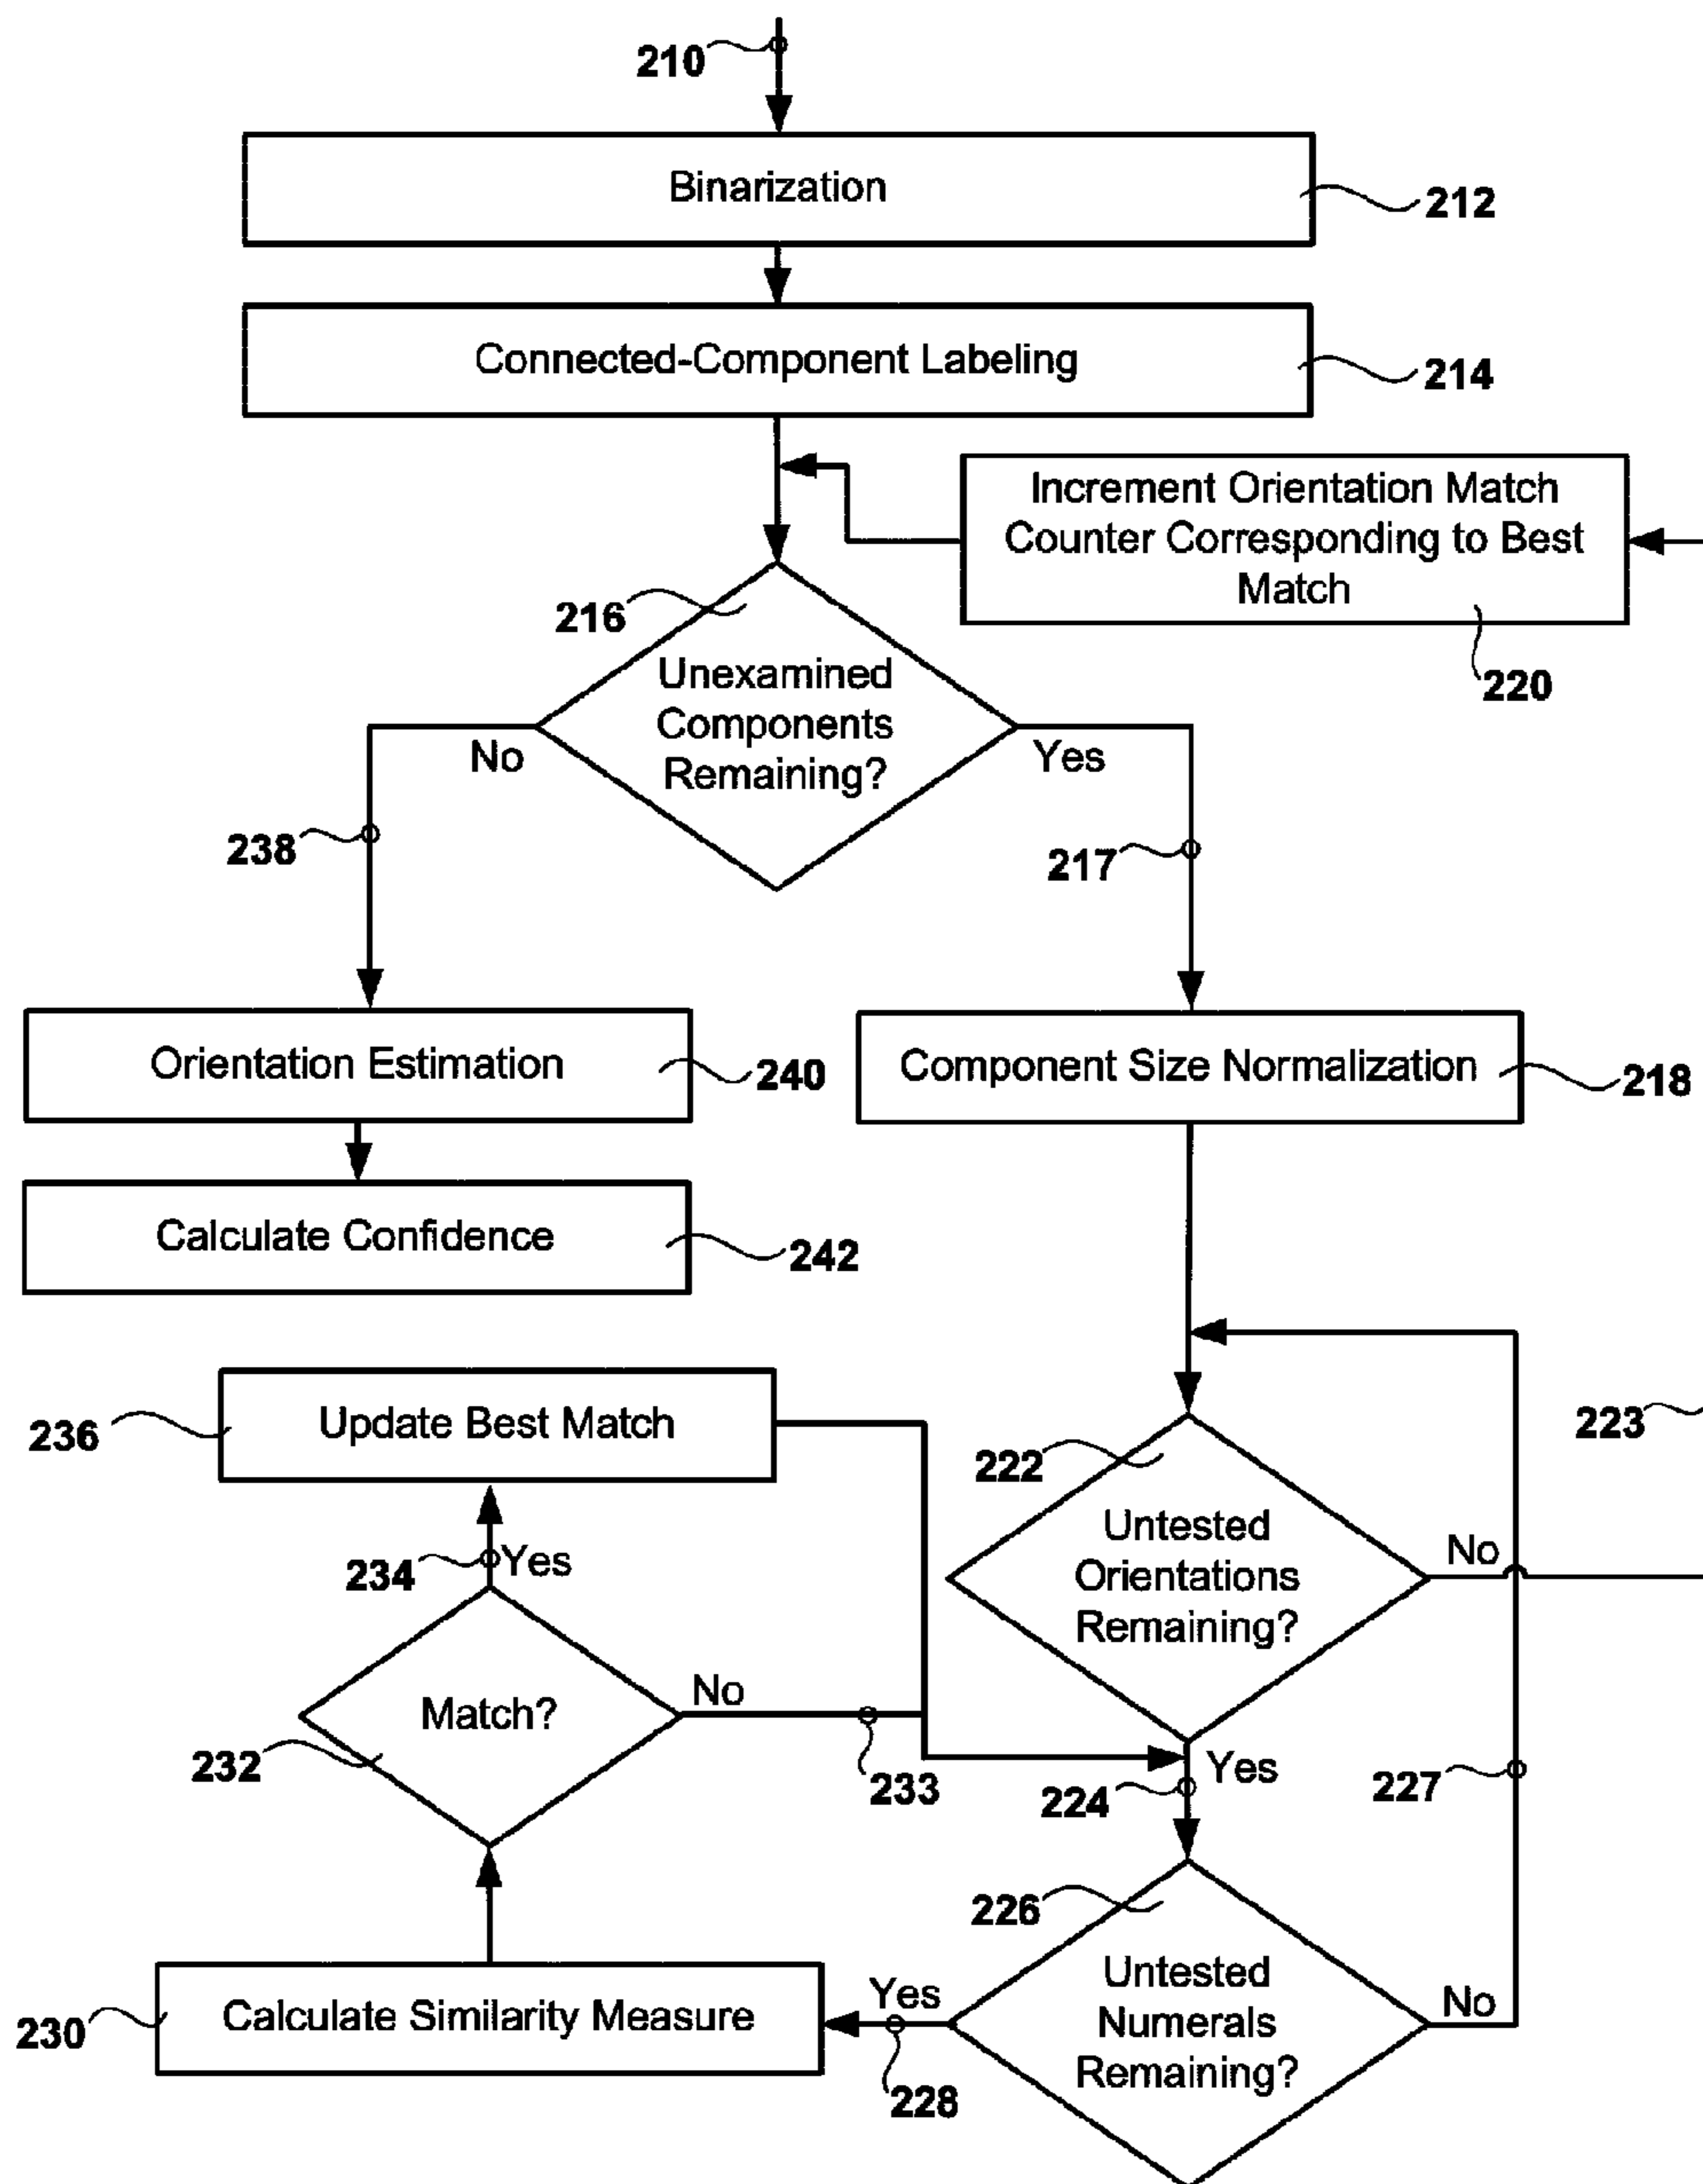 210
Binarization
212
Connected-Component Labeling
214
Increment Orientation Match
Counter Corresponding to Best
Match
220
216
Unexamined
Components
Remaining?
No
Yes
238
217
Orientation Estimation
240
Component Size Normalization
218
Calculate Confidence
242
236
Update Best Match
222
Untested
Orientations
Remaining?
No
223
234
Yes
Match?
232
No
233
Yes
224
227
226
Untested
Numerals
Remaining?
No
Yes
228
Calculate Similarity Measure
230